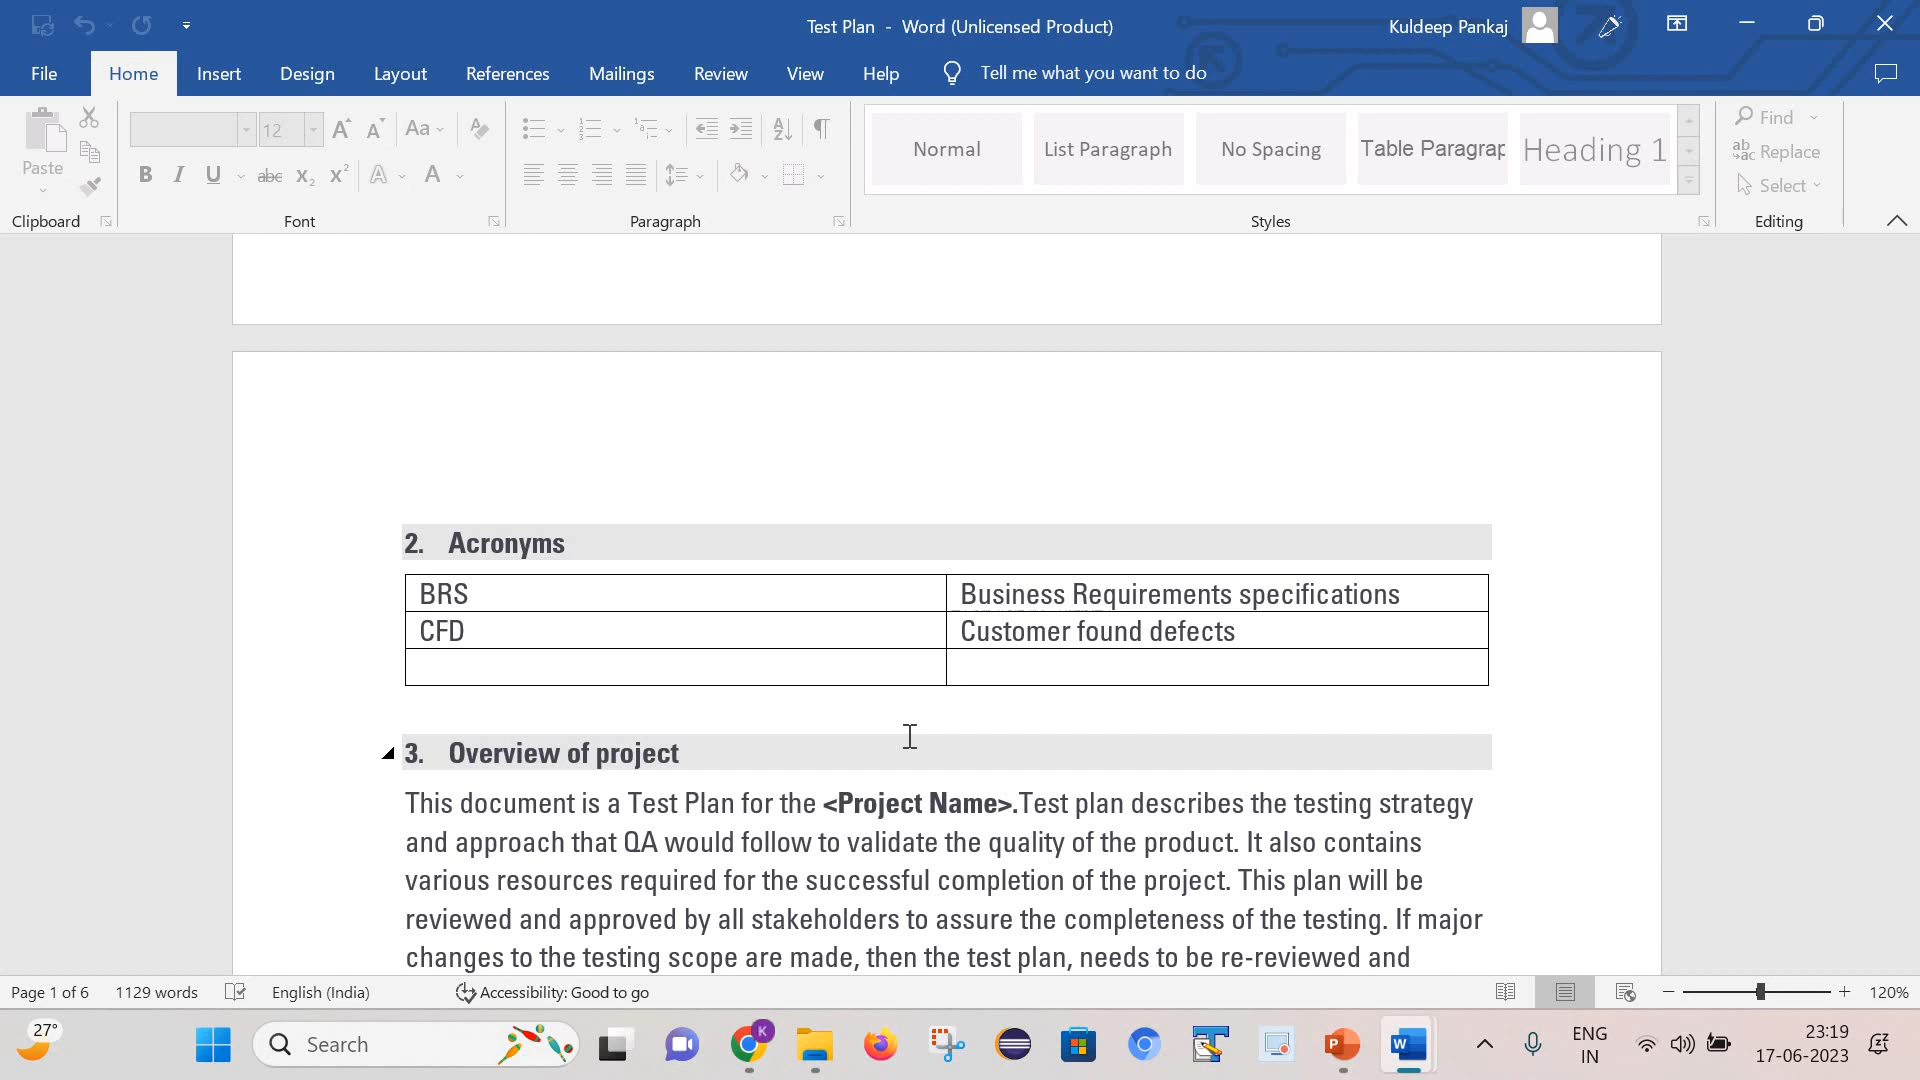 Test Plan - Word (Unlicensed Product)
Kuldeep Pankaj
File Home Insert Design Layout References Mailings Review View Help Tell me what you want to do
Paste
12
Aa
Normal
List Paragraph
No Spacing
Table Paragrap
Heading 1
Find
Replace
Select
Clipboard
Font
Paragraph
Styles
Editing
2. Acronyms
BRS Business Requirements specifications
CFD Customer found defects
3. Overview of project
This document is a Test Plan for the <Project Name>.Test plan describes the testing strategy
and approach that QA would follow to validate the quality of the product. It also contains
various resources required for the successful completion of the project. This plan will be
reviewed and approved by all stakeholders to assure the completeness of the testing. If major
changes to the testing scope are made, then the test plan, needs to be re-reviewed and
Page 1 of 6 1129 words English (India) Accessibility: Good to go 120%
27°
Search
K
P
W
ENG
IN
23:19
17-06-2023